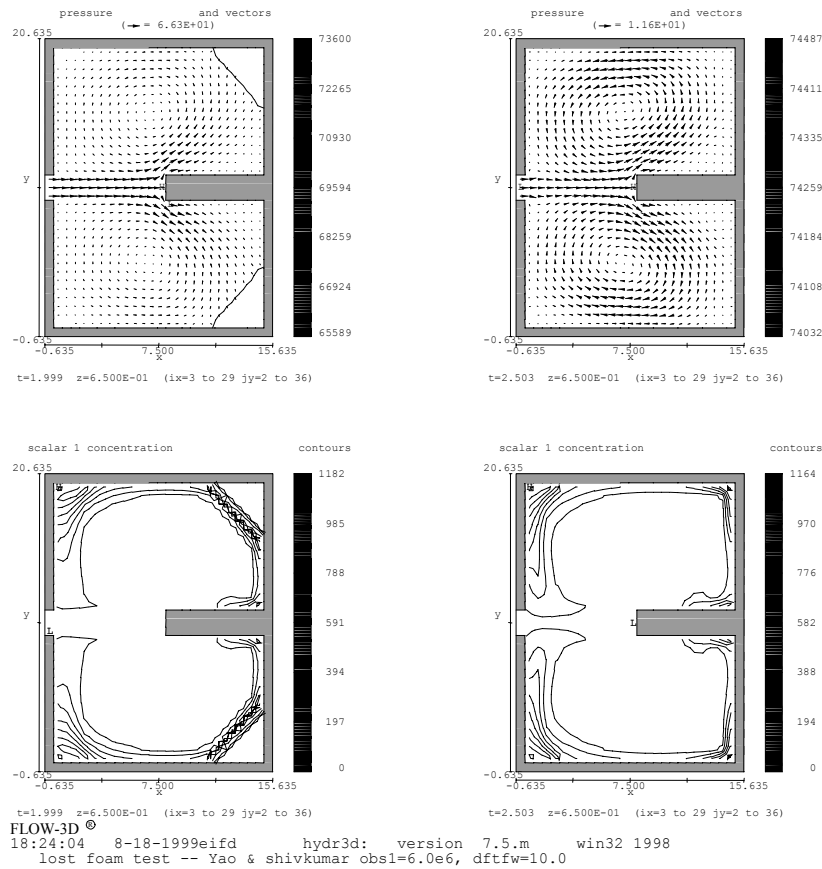 pressure and vectors
( = 6.63E+01)
20.635
73600
72265
70930
y
69594
68259
66924
65589
-0.635
-0.635 7.500 15.635
x
t=1.999 z=6.500E-01 (ix=3 to 29 jy=2 to 36)
pressure and vectors
( = 1.16E+01)
20.635
74487
74411
74335
y
74259
74184
74108
74032
-0.635
-0.635 7.500 15.635
x
t=2.503 z=6.500E-01 (ix=3 to 29 jy=2 to 36)
scalar 1 concentration contours
20.635
1182
985
788
y
591
L
394
197
0
-0.635
-0.635 7.500 15.635
x
t=1.999 z=6.500E-01 (ix=3 to 29 jy=2 to 36)
scalar 1 concentration contours
20.635
1164
970
776
y
582
L
388
194
0
-0.635
-0.635 7.500 15.635
x
t=2.503 z=6.500E-01 (ix=3 to 29 jy=2 to 36)
FLOW-3D ®
18:24:04 8-18-1999eifd hydr3d: version 7.5.m win32 1998
lost foam test -- Yao & shivkumar obs1=6.0e6, dftfw=10.0